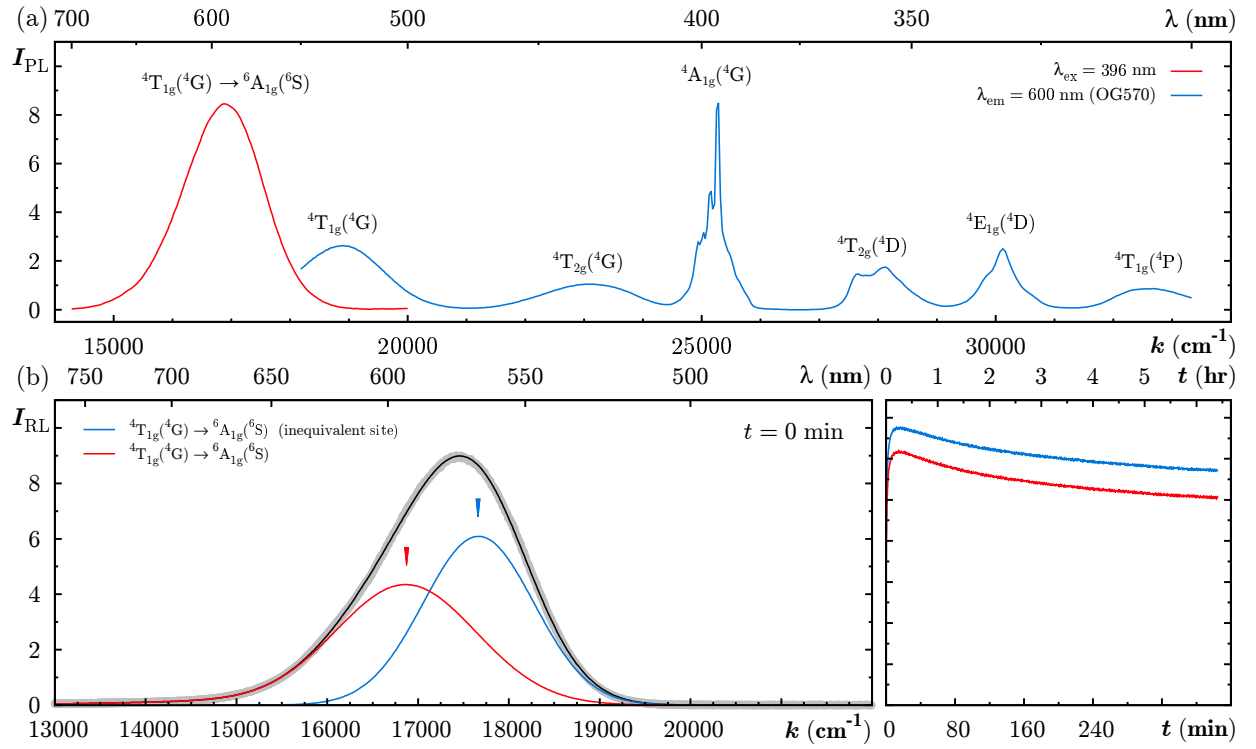 (a) 700 600 500 400 350 λ (nm)
I_PL
⁴T₁g(⁴G) → ⁶A₁g(⁶S)
⁴A₁g(⁴G)
λ_ex = 396 nm
λ_em = 600 nm (OG570)
8
6
4
2
0
⁴T₁g(⁴G)
⁴T₂g(⁴G)
⁴T₂g(⁴D)
⁴E₁g(⁴D)
⁴T₁g(⁴P)
15000 20000 25000 30000 k (cm⁻¹)
(b) 750 700 650 600 550 500 λ (nm) 0 1 2 3 4 5 t (hr)
I_RL
⁴T₁g(⁴G) → ⁶A₁g(⁶S) (inequivalent site)
⁴T₁g(⁴G) → ⁶A₁g(⁶S)
t = 0 min
8
6
4
2
0
13000 14000 15000 16000 17000 18000 19000 20000 k (cm⁻¹) 0 80 160 240 t (min)